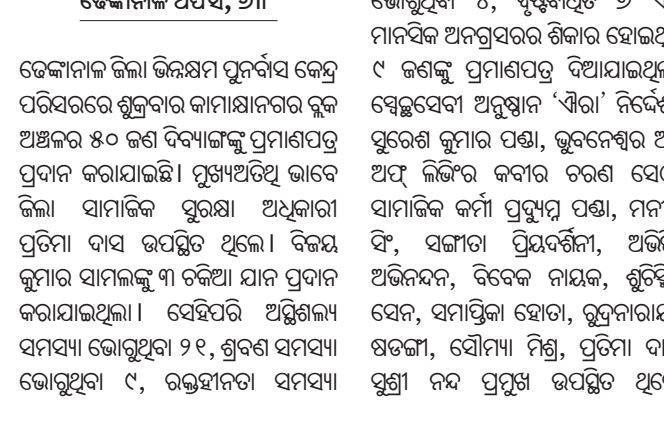 ଢେଙ୍କାନାଳ ଜିଲା ଭିନ୍ନକ୍ଷମ ପୁନର୍ବାସ କେନ୍ଦ୍ର
ପରିସରରେ ଶୁକ୍ରବାର କାମାକ୍ଷାନଗର ବ୍ଲକ
ଅଞ୍ଚଳର ୫୦ ଜଣ ଦିବ୍ୟାଙ୍ଗଙ୍କୁ ପ୍ରମାଣପତ୍ର
ପ୍ରଦାନ କରାଯାଇଛି। ମୁଖ୍ୟଅତିଥି ଭାବେ
ଜିଲା ସାମାଜିକ ସୁରକ୍ଷା ଅଧିକାରୀ
ପ୍ରତିମା ଦାସ ଉପସ୍ଥିତ ଥିଲେ। ବିଜୟ
କୁମାର ସାମଲଙ୍କୁ ୩ ଚକିଆ ଯାନ ପ୍ରଦାନ
କରାଯାଇଥିଲା। ସେହିପରି ଅସ୍ଥିଶଲ୍ୟ
ସମସ୍ୟା ଭୋଗୁଥିବା ୨୧, ଶ୍ରବଣ ସମସ୍ୟା
ଭୋଗୁଥିବା ୯, ରକ୍ତହୀନତା ସମସ୍ୟା
ମାନସିକ ଅନଗ୍ରସରର ଶିକାର
୯ ଜଣଙ୍କୁ ପ୍ରମାଣପତ୍ର
ସ୍ୱେଚ୍ଛସେବୀ ଅନୁଷ୍ଠାନ ‘ଐରା’
ସୁରେଶ କୁମାର ପଣ୍ଡା, ଭୁବନେଶ୍ୱର
ଅଫ୍ ଲିଭିଂର କବୀର ଚରଣ
ସାମାଜିକ କର୍ମୀ ପ୍ରଦ୍ୟୁମ୍ନ ପଣ୍ଡା,
ସିଂ, ସଙ୍ଗୀତା ପ୍ରିୟଦର୍ଶିନୀ,
ଅଭିନନ୍ଦନ, ବିବେକ ନାୟକ,
ସେନ, ସମାପ୍ତିକା ହୋତା,
ଷଡଙ୍ଗୀ, ସୌମ୍ୟା ମିଶ୍ର, ପ୍ରତିମା
ସୁଶ୍ରୀ ନନ୍ଦ ପ୍ରମୁଖ ଉପସ୍ଥିତ